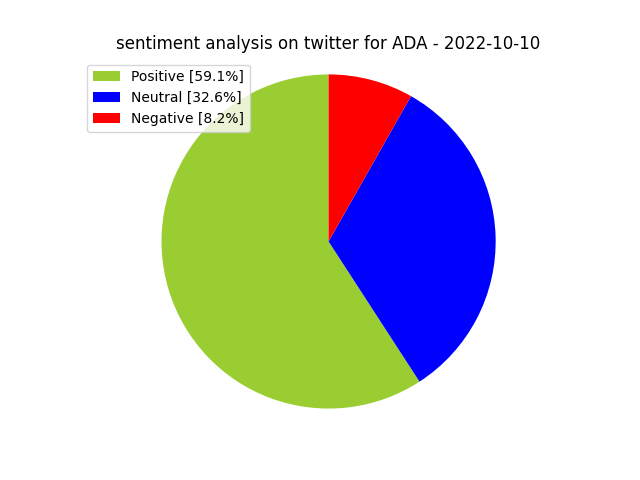 sentiment analysis on twitter for ADA - 2022-10-10
Positive [59.1%]
Neutral [32.6%]
Negative [8.2%]